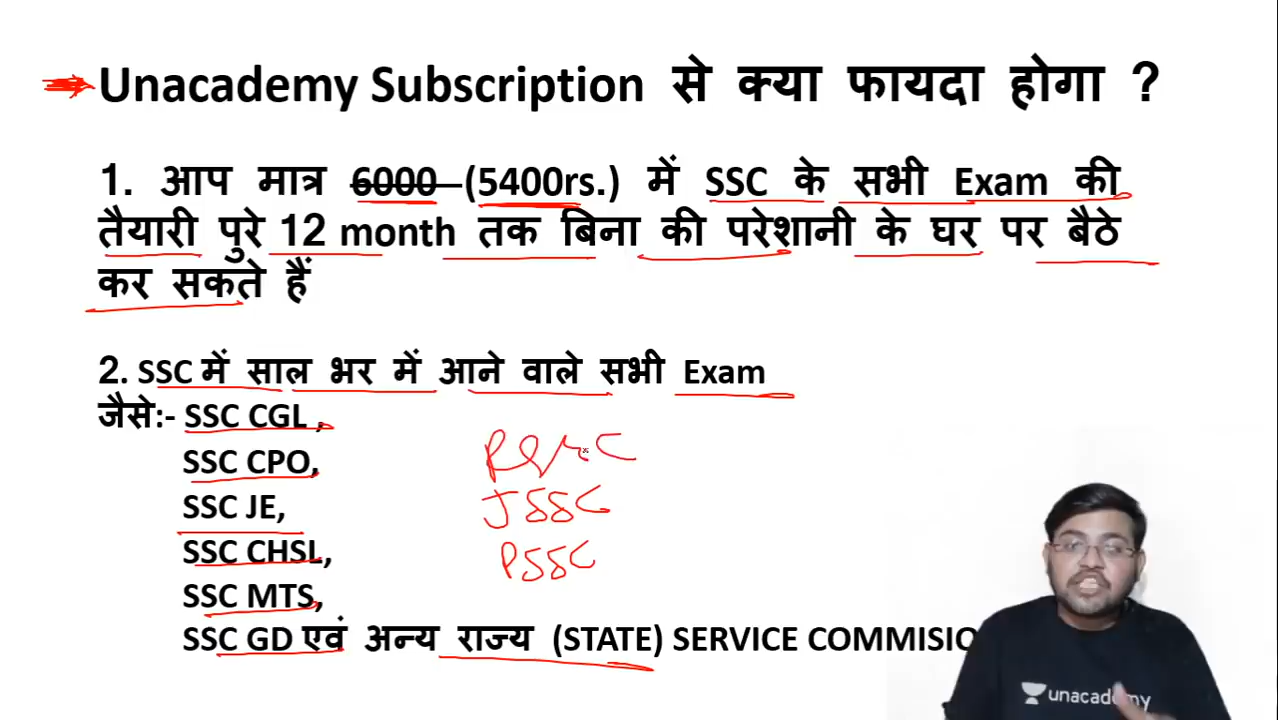 Unacademy Subscription से क्या फायदा होगा ?
1. आप मात्र 6000 (5400rs.) में SSC के सभी Exam की
तैयारी पुरे 12 month तक बिना की परेशानी के घर पर बैठे
कर सकते हैं
2. SSC में साल भर में आने वाले सभी Exam
जैसे:- SSC CGL ,
SSC CPO,
SSC JE,
SSC CHSL,
SSC MTS,
SSC GD एवं अन्य राज्य (STATE) SERVICE COMMISIO
JSSC
PSSC
unacademy